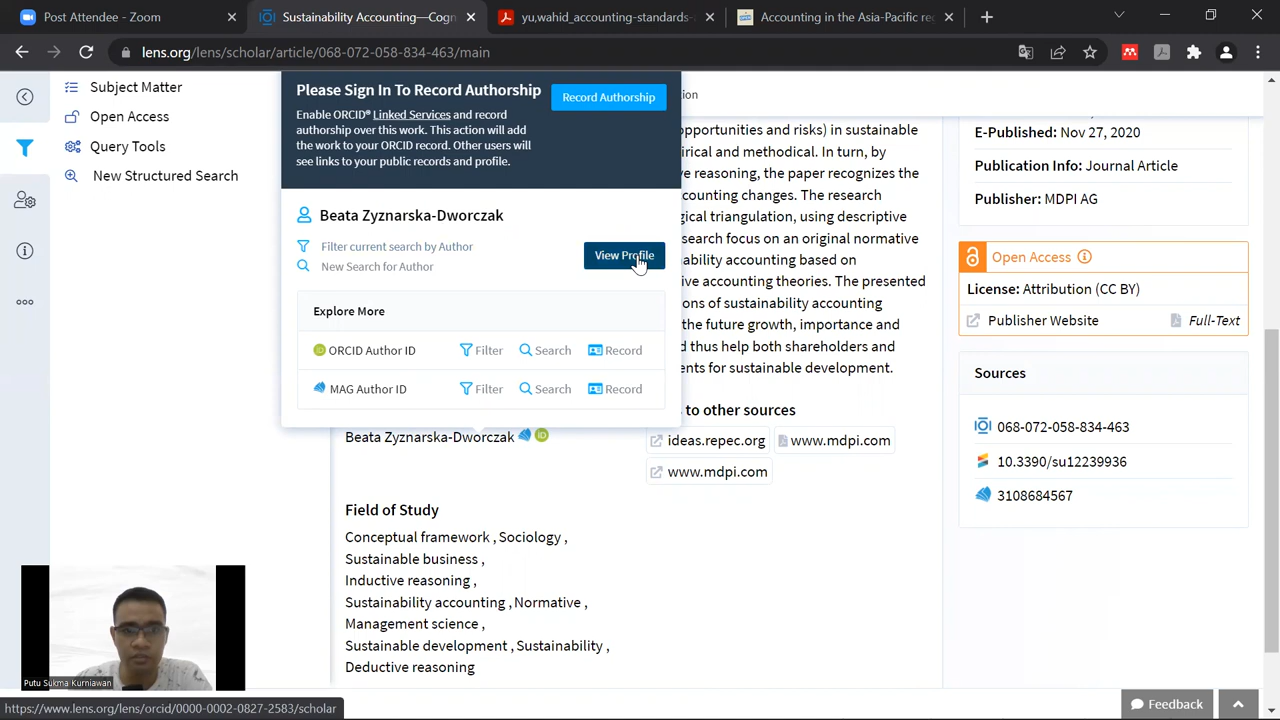 Post Attendee - Zoom
Sustainability Accounting—Cogn
yu,wahid_accounting-standards-
Accounting in the Asia-Pacific re
lens.org/lens/scholar/article/068-072-058-834-463/main
Subject Matter
Open Access
Query Tools
New Structured Search
Please Sign In To Record Authorship
Record Authorship
Enable ORCID® Linked Services and record
authorship over this work. This action will add
the work to your ORCID record. Other users will
see links to your public records and profile.
Beata Zyznarska-Dworczak
Filter current search by Author
New Search for Author
View Profile
Explore More
ORCID Author ID Filter Search Record
MAG Author ID Filter Search Record
Beata Zyznarska-Dworczak
Field of Study
Conceptual framework , Sociology ,
Sustainable business ,
Inductive reasoning ,
Sustainability accounting , Normative ,
Management science ,
Sustainable development , Sustainability ,
Deductive reasoning
opportunities and risks) in sustainable
irical and methodical. In turn, by
e reasoning, the paper recognizes the
counting changes. The research
gical triangulation, using descriptive
search focus on an original normative
ability accounting based on
ive accounting theories. The presented
ons of sustainability accounting
the future growth, importance and
d thus help both shareholders and
ents for sustainable development.
s to other sources
ideas.repec.org
www.mdpi.com
www.mdpi.com
E-Published: Nov 27, 2020
Publication Info: Journal Article
Publisher: MDPI AG
Open Access
License: Attribution (CC BY)
Publisher Website Full-Text
Sources
068-072-058-834-463
10.3390/su12239936
3108684567
Putu Sukma Kurniawan
https://www.lens.org/lens/orcid/0000-0002-0827-2583/scholar
Feedback